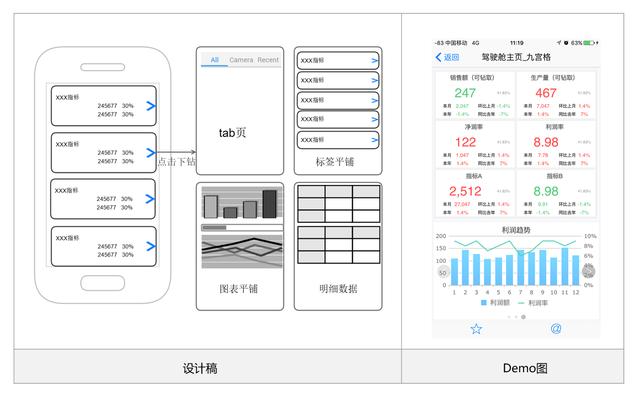 XXX指标
245677 30%
245677 30%
XXX指标
245677 30%
245677 30%
XXX指标
245677 30%
245677 30%
XXX指标
245677 30%
245677 30%
点击下钻
All Camera Recent
tab页
XXX指标
XXX指标
XXX指标
XXX指标
XXX指标
标签平铺
图表平铺
明细数据
设计稿
-83 中国移动 4G 11:19 63%
返回 驾驶舱主页_九宫格
销售额（可钻取） 生产量（可钻取）
247 467
本月 2,047 环比上月 -1.4% 本月 7,047 环比上月 1.4%
本年 -1.4% 同比去年 -7% 本年 1.4% 同比去年 7%
净润率 利润率
122 8.98
本月 1,047 环比上月 1.4% 本月 7.78 环比上月 1.4%
本年 1.4% 同比去年 7% 本年 1.4% 同比去年 7%
指标A 指标B
2,512 8.98
本月 27,047 环比上月 1.4% 本月 9.91 环比上月 -1.4%
本年 1.4% 同比去年 7% 本年 -1.4% 同比去年 -7%
利润趋势
200 10%
150 8%
100 6%
50 4%
2%
0 0%
1 2 3 4 5 6 7 8 9 10 11 12
利润额 利润率
Demo图